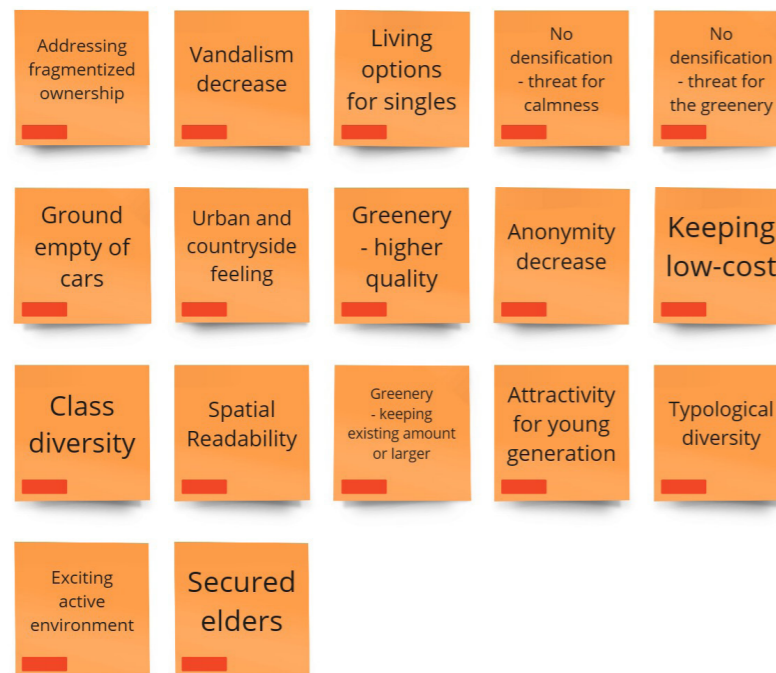 Addressing
fragmentized
ownership
Vandalism
decrease
Living
options
for singles
No
densification
- threat for
calmness
No
densification
- threat for
the greenery
Ground
empty of
cars
Urban and
countryside
feeling
Greenery
- higher
quality
Anonymity
decrease
Keeping
low-cost
Class
diversity
Spatial
Readability
Greenery
- keeping
existing amount
or larger
Attractivity
for young
generation
Typological
diversity
Exciting
active
environment
Secured
elders